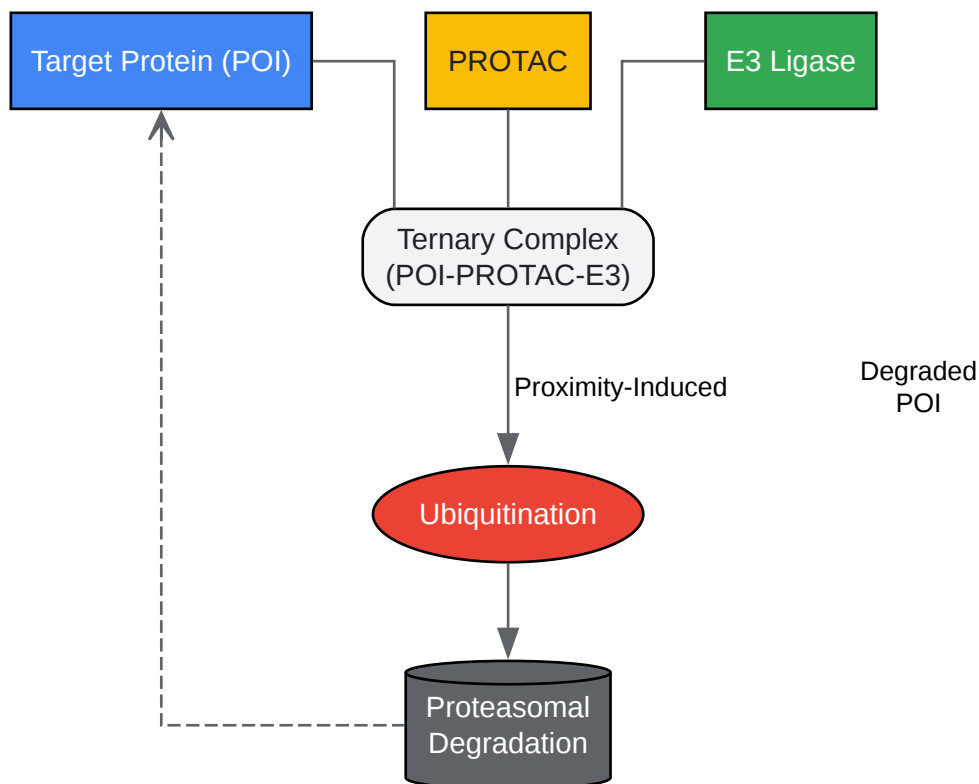 Target Protein (POI)
PROTAC
E3 Ligase
Ternary Complex
(POI-PROTAC-E3)
Proximity-Induced
Degraded
POI
Ubiquitination
Proteasomal
Degradation